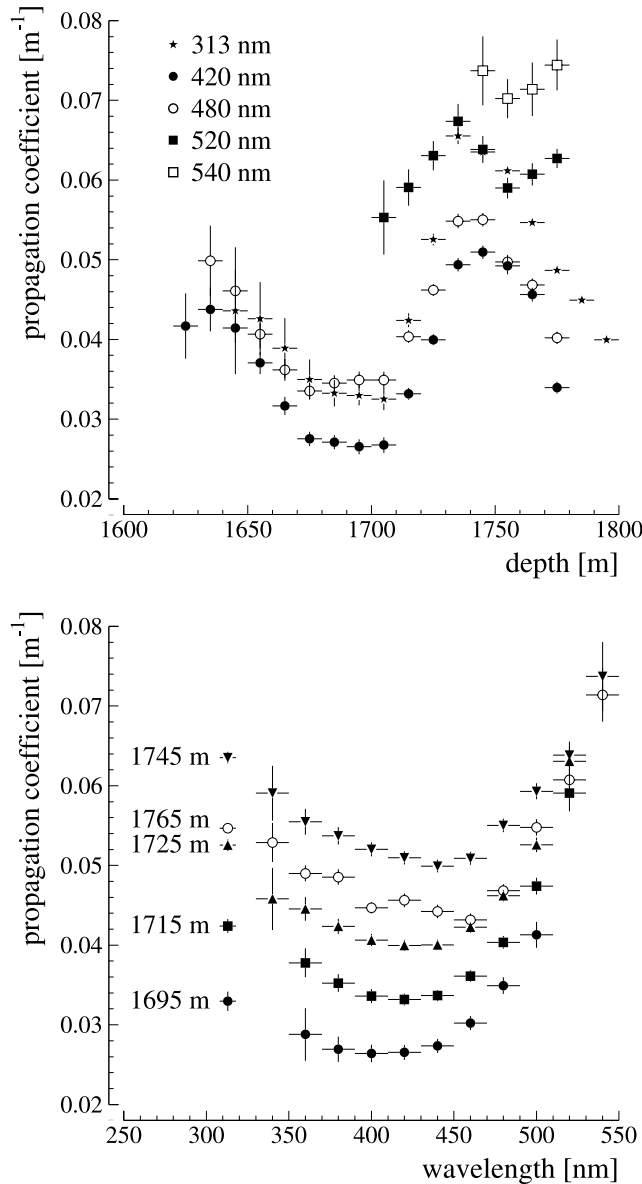 propagation coefficient [m⁻¹]
0.08
0.07
0.06
0.05
0.04
0.03
0.02
313 nm
420 nm
480 nm
520 nm
540 nm
1600 1650 1700 1750 1800
depth [m]
propagation coefficient [m⁻¹]
0.08
0.07
0.06
0.05
0.04
0.03
0.02
1745 m
1765 m
1725 m
1715 m
1695 m
250 300 350 400 450 500 550
wavelength [nm]